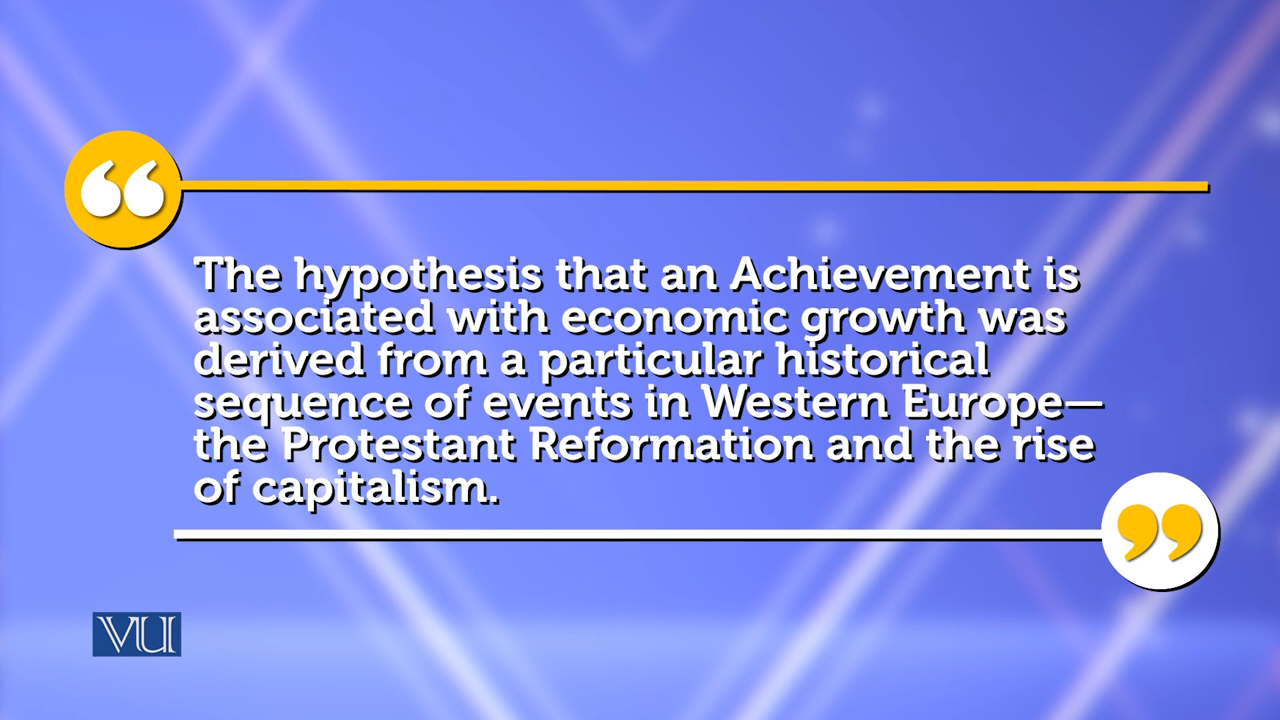 The hypothesis that an Achievement is
associated with economic growth was
derived from a particular historical
sequence of events in Western Europe—
the Protestant Reformation and the rise
of capitalism.
VU